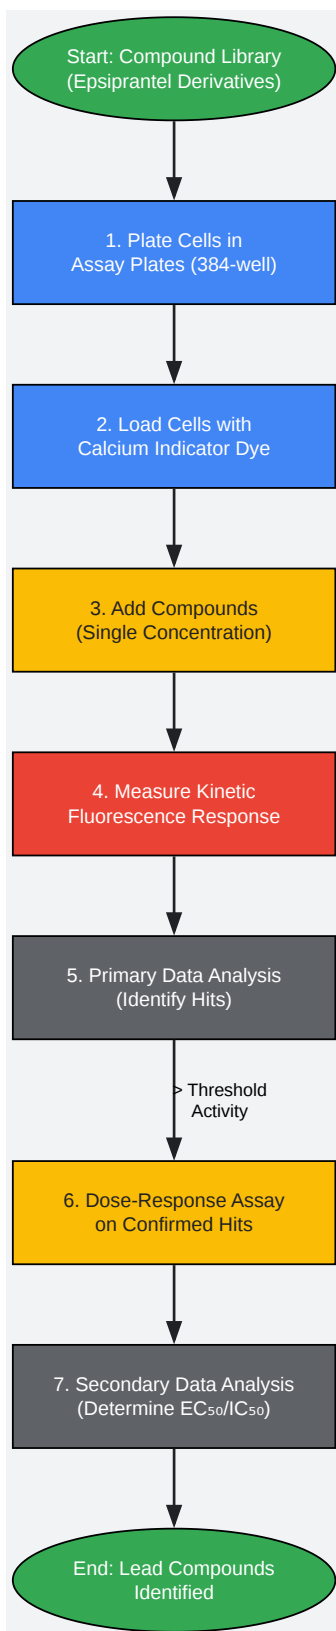 Start: Compound Library
(Epsiprantel Derivatives)
1. Plate Cells in
Assay Plates (384-well)
2. Load Cells with
Calcium Indicator Dye
3. Add Compounds
(Single Concentration)
4. Measure Kinetic
Fluorescence Response
5. Primary Data Analysis
(Identify Hits)
> Threshold
Activity
6. Dose-Response Assay
on Confirmed Hits
7. Secondary Data Analysis
(Determine EC₅₀/IC₅₀)
End: Lead Compounds
Identified